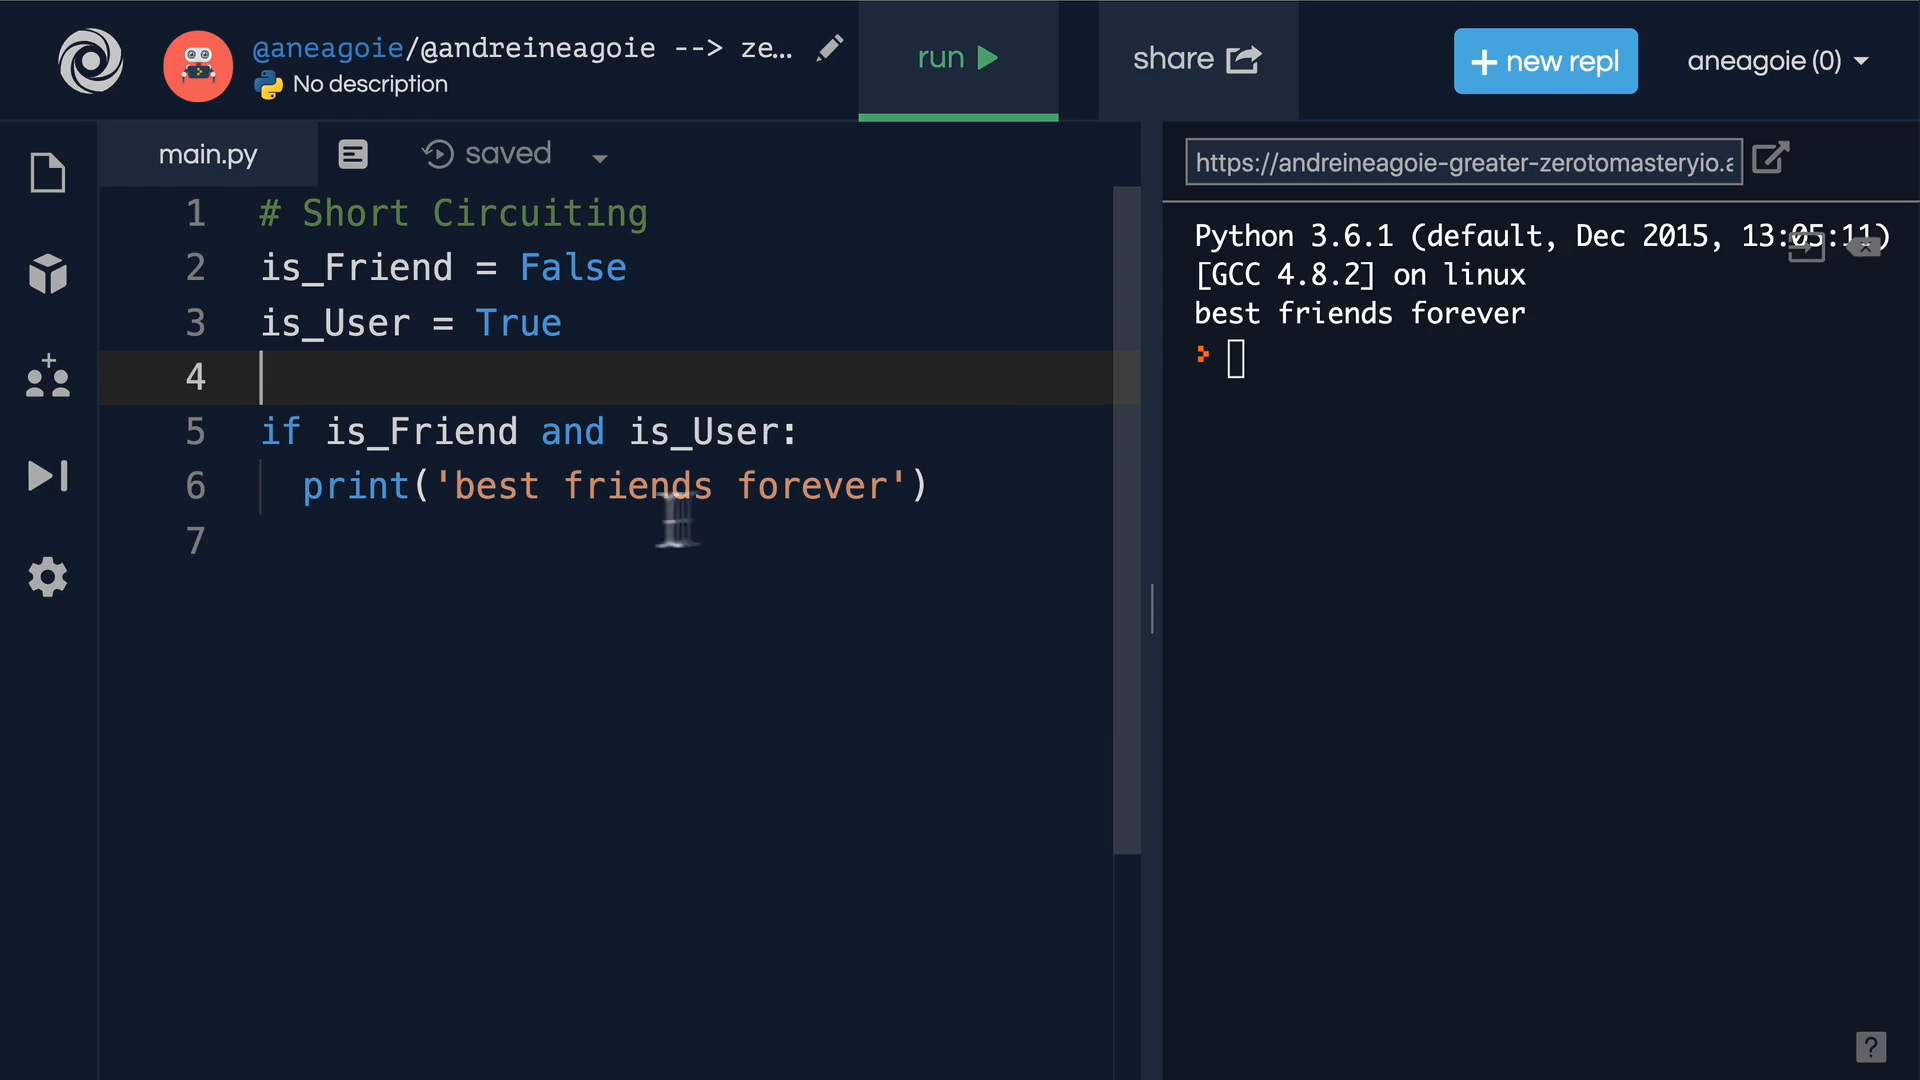 @aneagoie/@andreineagoie --> ze...
No description
run
share
+ new repl
aneagoie (0)
main.py
saved
https://andreineagoie-greater-zerotomasteryio.a
1 # Short Circuiting
2 is_Friend = False
3 is_User = True
4
5 if is_Friend and is_User:
6 print('best friends forever')
7
Python 3.6.1 (default, Dec 2015, 13:05:11)
[GCC 4.8.2] on linux
best friends forever
?